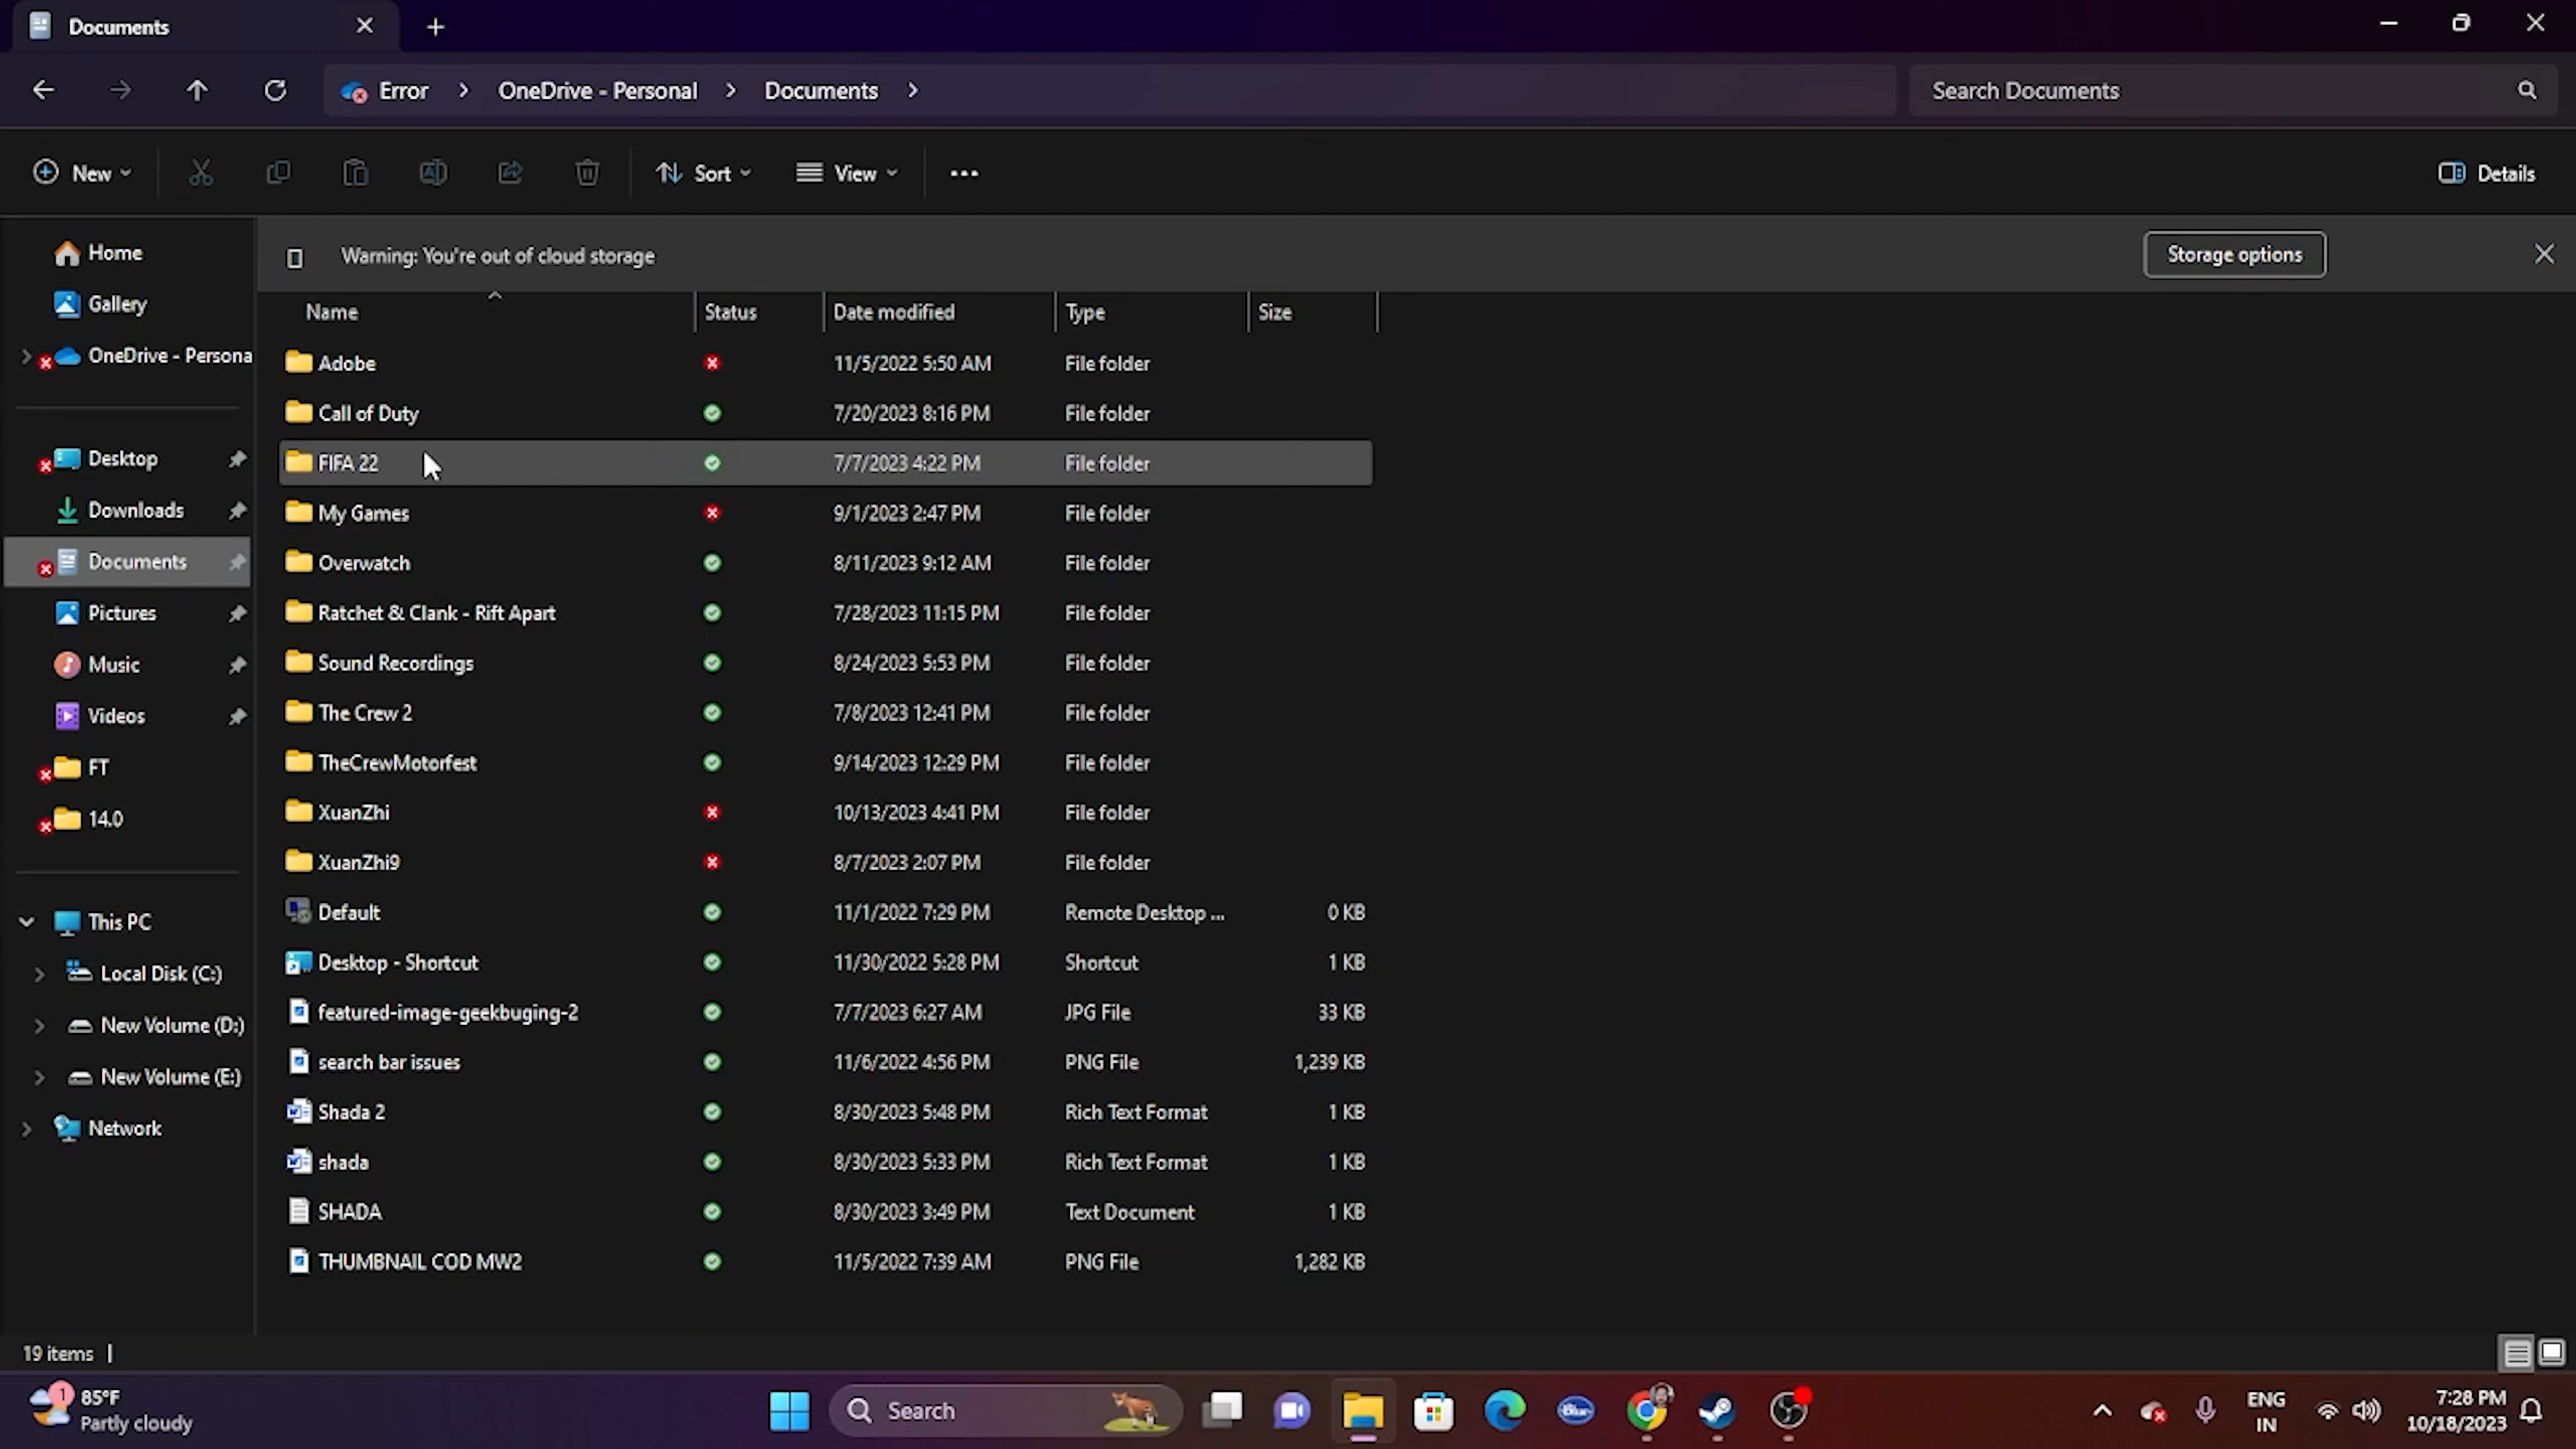 Documents
Error > OneDrive - Personal > Documents >
Search Documents
New Sort View ... Details
Warning: You're out of cloud storage Storage options
Home
Gallery
OneDrive - Persona
Desktop
Downloads
Documents
Pictures
Music
Videos
FT
14.0
This PC
Local Disk (C:)
New Volume (D:)
New Volume (E:)
Network
Name Status Date modified Type Size
Adobe 11/5/2022 5:50 AM File folder
Call of Duty 7/20/2023 8:16 PM File folder
FIFA 22 7/7/2023 4:22 PM File folder
My Games 9/1/2023 2:47 PM File folder
Overwatch 8/11/2023 9:12 AM File folder
Ratchet & Clank - Rift Apart 7/28/2023 11:15 PM File folder
Sound Recordings 8/24/2023 5:53 PM File folder
The Crew 2 7/8/2023 12:41 PM File folder
TheCrewMotorfest 9/14/2023 12:29 PM File folder
XuanZhi 10/13/2023 4:41 PM File folder
XuanZhi9 8/7/2023 2:07 PM File folder
Default 11/1/2022 7:29 PM Remote Desktop ... 0 KB
Desktop - Shortcut 11/30/2022 5:28 PM Shortcut 1 KB
featured-image-geekbuging-2 7/7/2023 6:27 AM JPG File 33 KB
search bar issues 11/6/2022 4:56 PM PNG File 1,239 KB
Shada 2 8/30/2023 5:48 PM Rich Text Format 1 KB
shada 8/30/2023 5:33 PM Rich Text Format 1 KB
SHADA 8/30/2023 3:49 PM Text Document 1 KB
THUMBNAIL COD MW2 11/5/2022 7:39 AM PNG File 1,282 KB
19 items
1 85°F
Partly cloudy
Search
Blur
ENG
IN
7:28 PM
10/18/2023